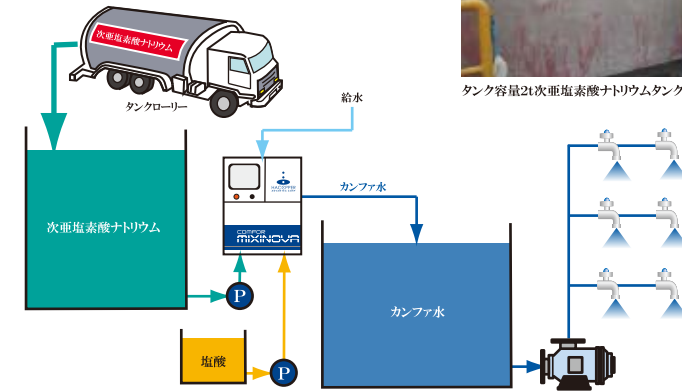 次亜塩素酸ナトリウム
タンクローリー
タンク容量2t次亜塩素酸ナトリウムタンク
給水
カンファ水
次亜塩素酸ナトリウム
COMFOR
MIXINOVA
P
カンファ水
塩酸
P